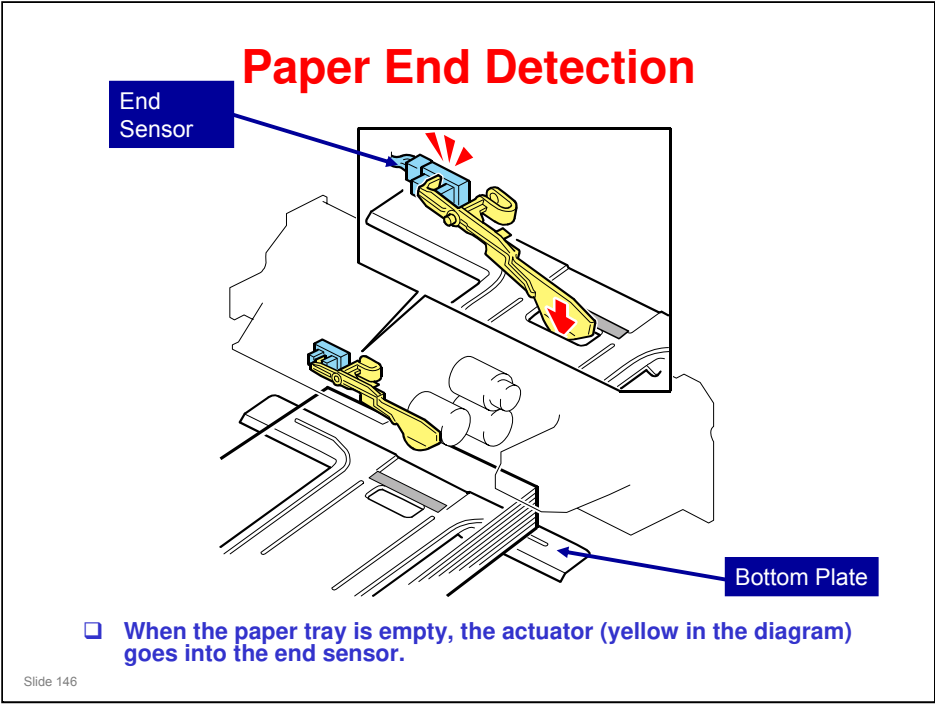 Paper End Detection
End
Sensor
Bottom Plate
❑ When the paper tray is empty, the actuator (yellow in the diagram)
goes into the end sensor.
Slide 146